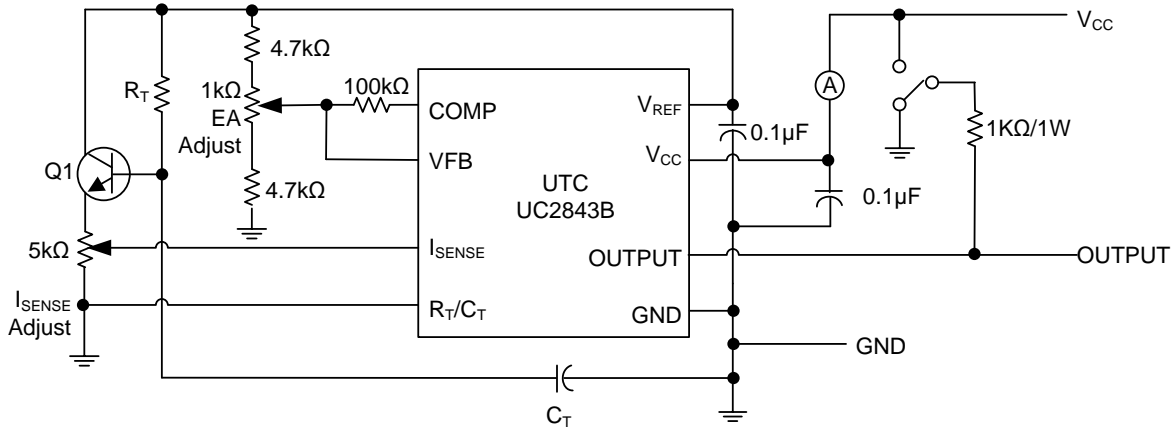 4.7kΩ
R_T
1kΩ
EA
Adjust
100kΩ
COMP
VFB
Q1
4.7kΩ
5kΩ
I_SENSE
Adjust
I_SENSE
R_T/C_T
UTC
UC2843B
V_REF
V_CC
OUTPUT
GND
0.1µF
0.1µF
A
V_CC
1KΩ/1W
OUTPUT
GND
C_T